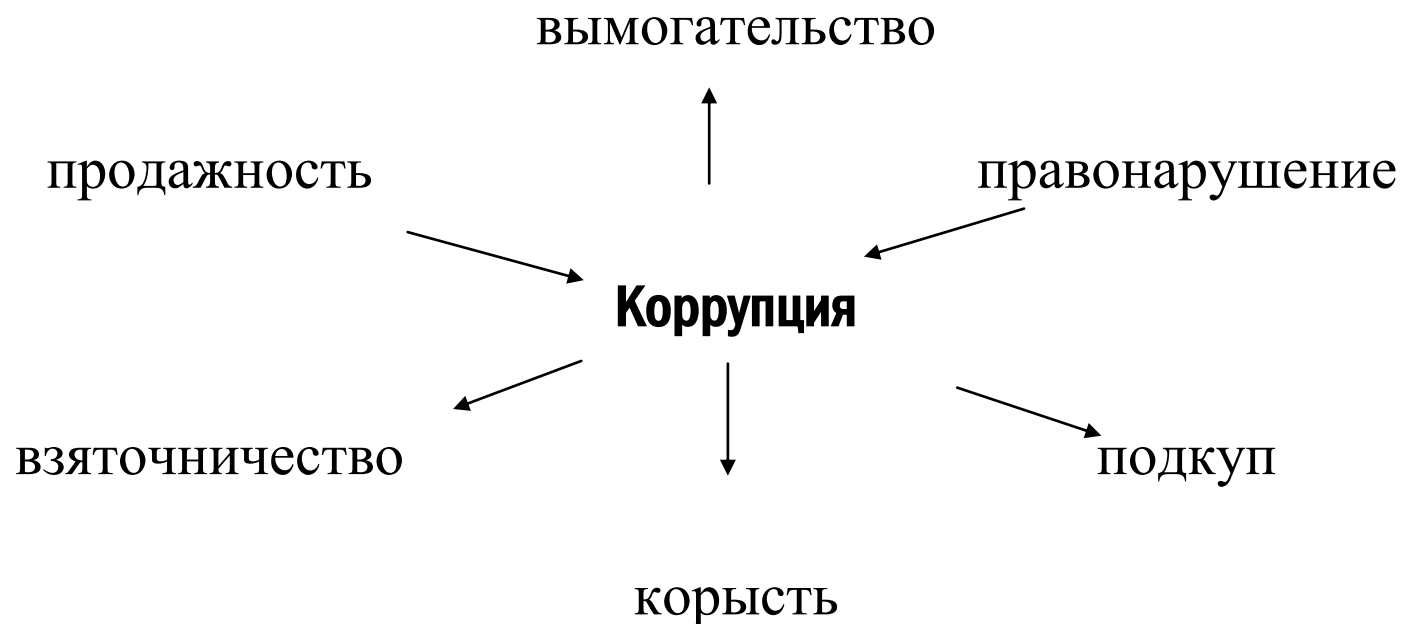 вымогательство
продажность
правонарушение
Коррупция
взяточничество
подкуп
корысть